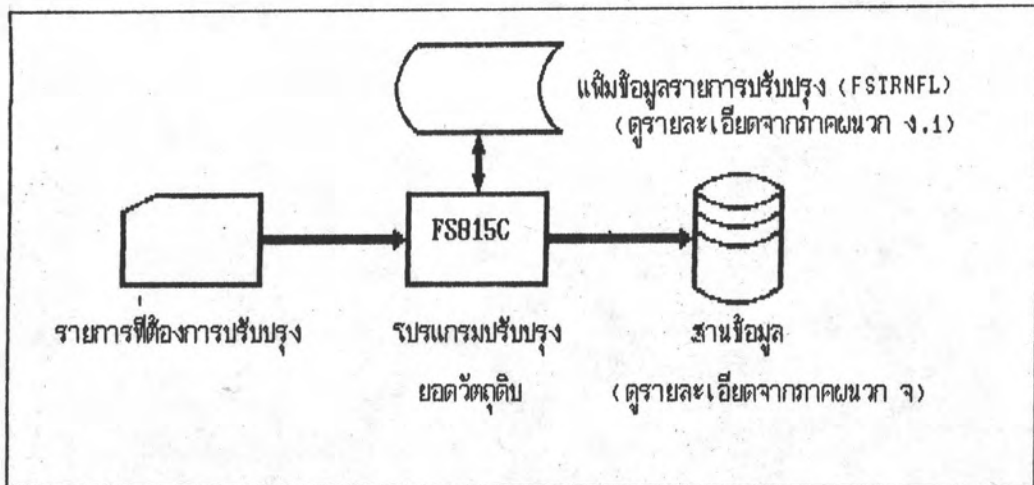 แฟ้มข้อมูลรายการปรับปรุง (FSTRNFL)
(ดูรายละเอียดจากภาคผนวก ง.1)
FS815C
รายการที่ต้องการปรับปรุง
โปรแกรมปรับปรุง
ยอดวัตถุดิบ
ฐานข้อมูล
(ดูรายละเอียดจากภาคผนวก จ)